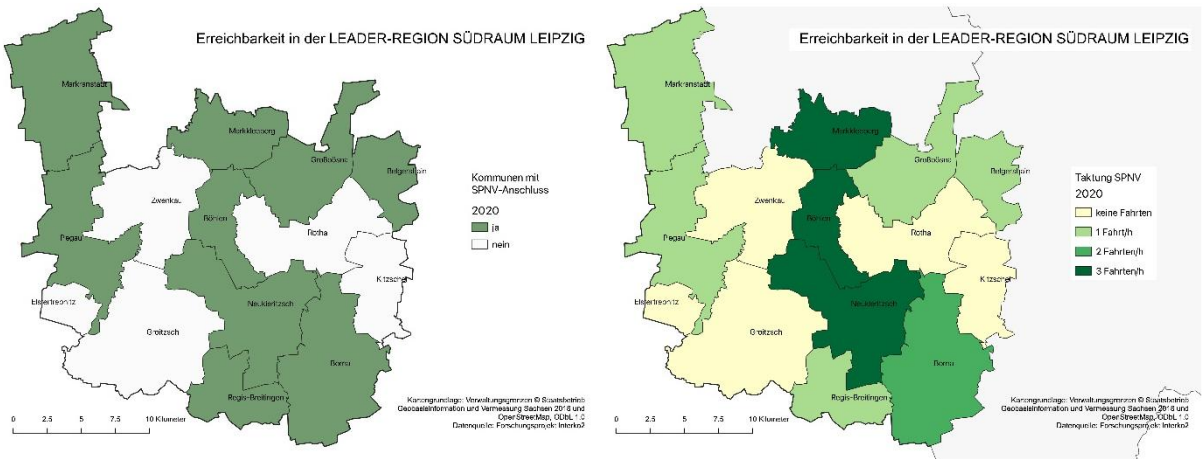 Erreichbarkeit in der LEADER-REGION SÜDRAUM LEIPZIG
Markranstädt
Markkleeberg
Großpösna
Belgershain
Kommunen mit
SPNV-Anschluss
2020
ja
nein
Zwenkau
Böhlen
Rötha
Pegau
Kitzscher
Elstertrebnitz
Neukieritzsch
Groitzsch
Borna
Regis-Breitingen
0 2.5 5 7.5 10 Kilometer
Kartengrundlage: Verwaltungsgrenzen © Staatsbetrieb
Geobasisinformation und Vermessung Sachsen 2018 und
OpenStreetMap, ODbL 1.0
Datenquelle: Forschungsprojekt Interko2
Erreichbarkeit in der LEADER-REGION SÜDRAUM LEIPZIG
Markranstädt
Markkleeberg
Großpösna
Belgershain
Taktung SPNV
2020
keine Fahrten
1 Fahrt/h
2 Fahrten/h
3 Fahrten/h
Zwenkau
Böhlen
Rötha
Pegau
Kitzscher
Elstertrebnitz
Neukieritzsch
Groitzsch
Borna
Regis-Breitingen
0 2.5 5 7.5 10 Kilometer
Kartengrundlage: Verwaltungsgrenzen © Staatsbetrieb
Geobasisinformation und Vermessung Sachsen 2018 und
OpenStreetMap, ODbL 1.0
Datenquelle: Forschungsprojekt Interko2